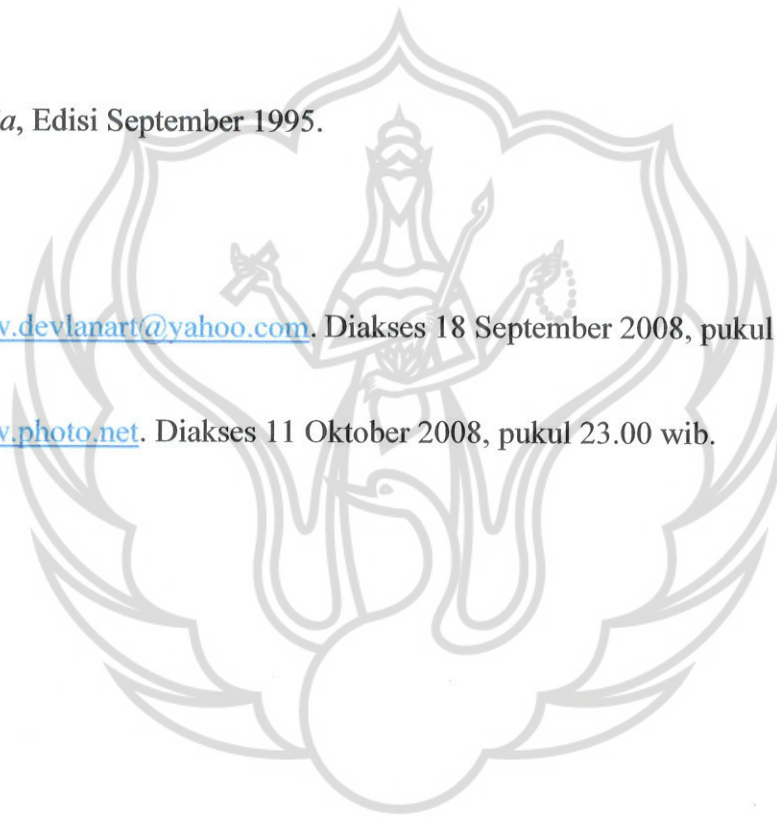 a, Edisi September 1995.
v.devlanart@yahoo.com. Diakses 18 September 2008, pukul
v.photo.net. Diakses 11 Oktober 2008, pukul 23.00 wib.